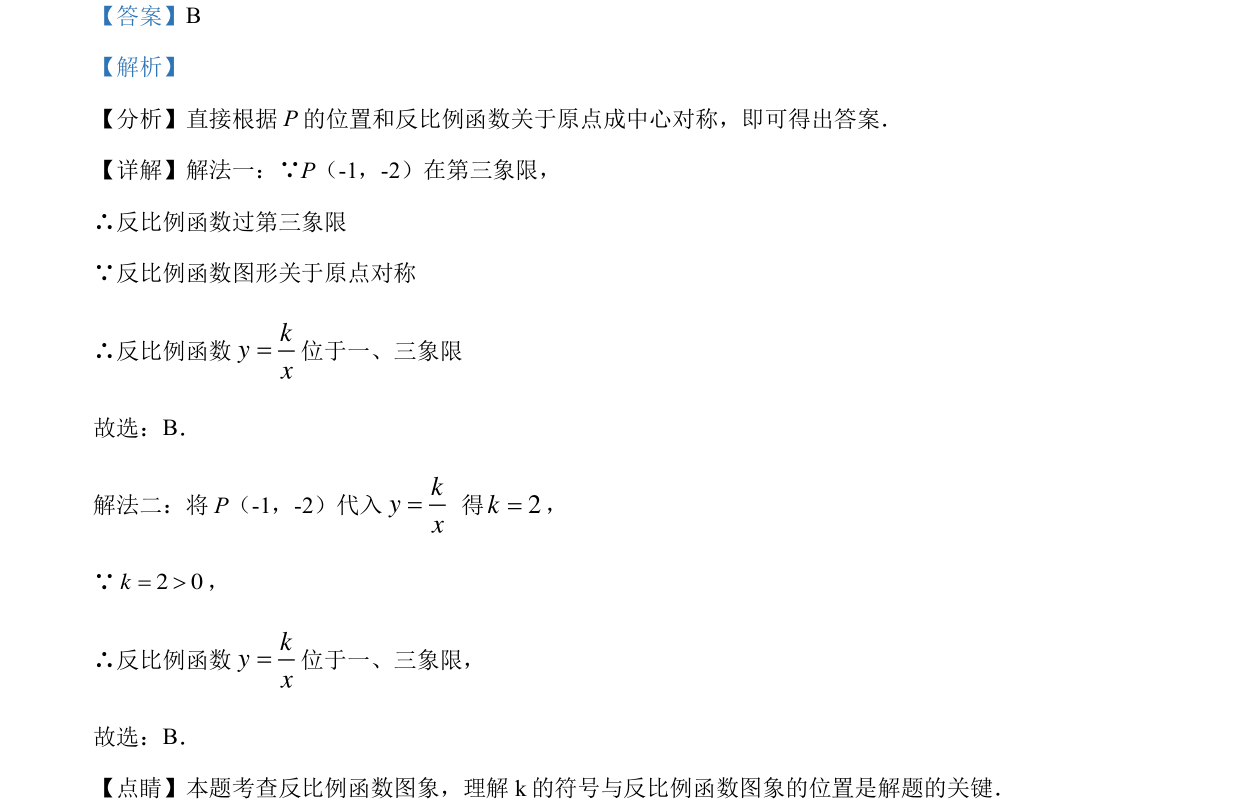 【答案】B
【解析】
【分析】直接根据 P 的位置和反比例函数关于原点成中心对称，即可得出答案．
【详解】解法一：∵P（-1，-2）在第三象限，
∴反比例函数过第三象限
∵反比例函数图形关于原点对称
∴反比例函数 y = k/x 位于一、三象限
故选：B．
解法二：将 P（-1，-2）代入 y = k/x 得 k = 2，
∵ k = 2 > 0，
∴反比例函数 y = k/x 位于一、三象限，
故选：B．
【点睛】本题考查反比例函数图象，理解 k 的符号与反比例函数图象的位置是解题的关键．